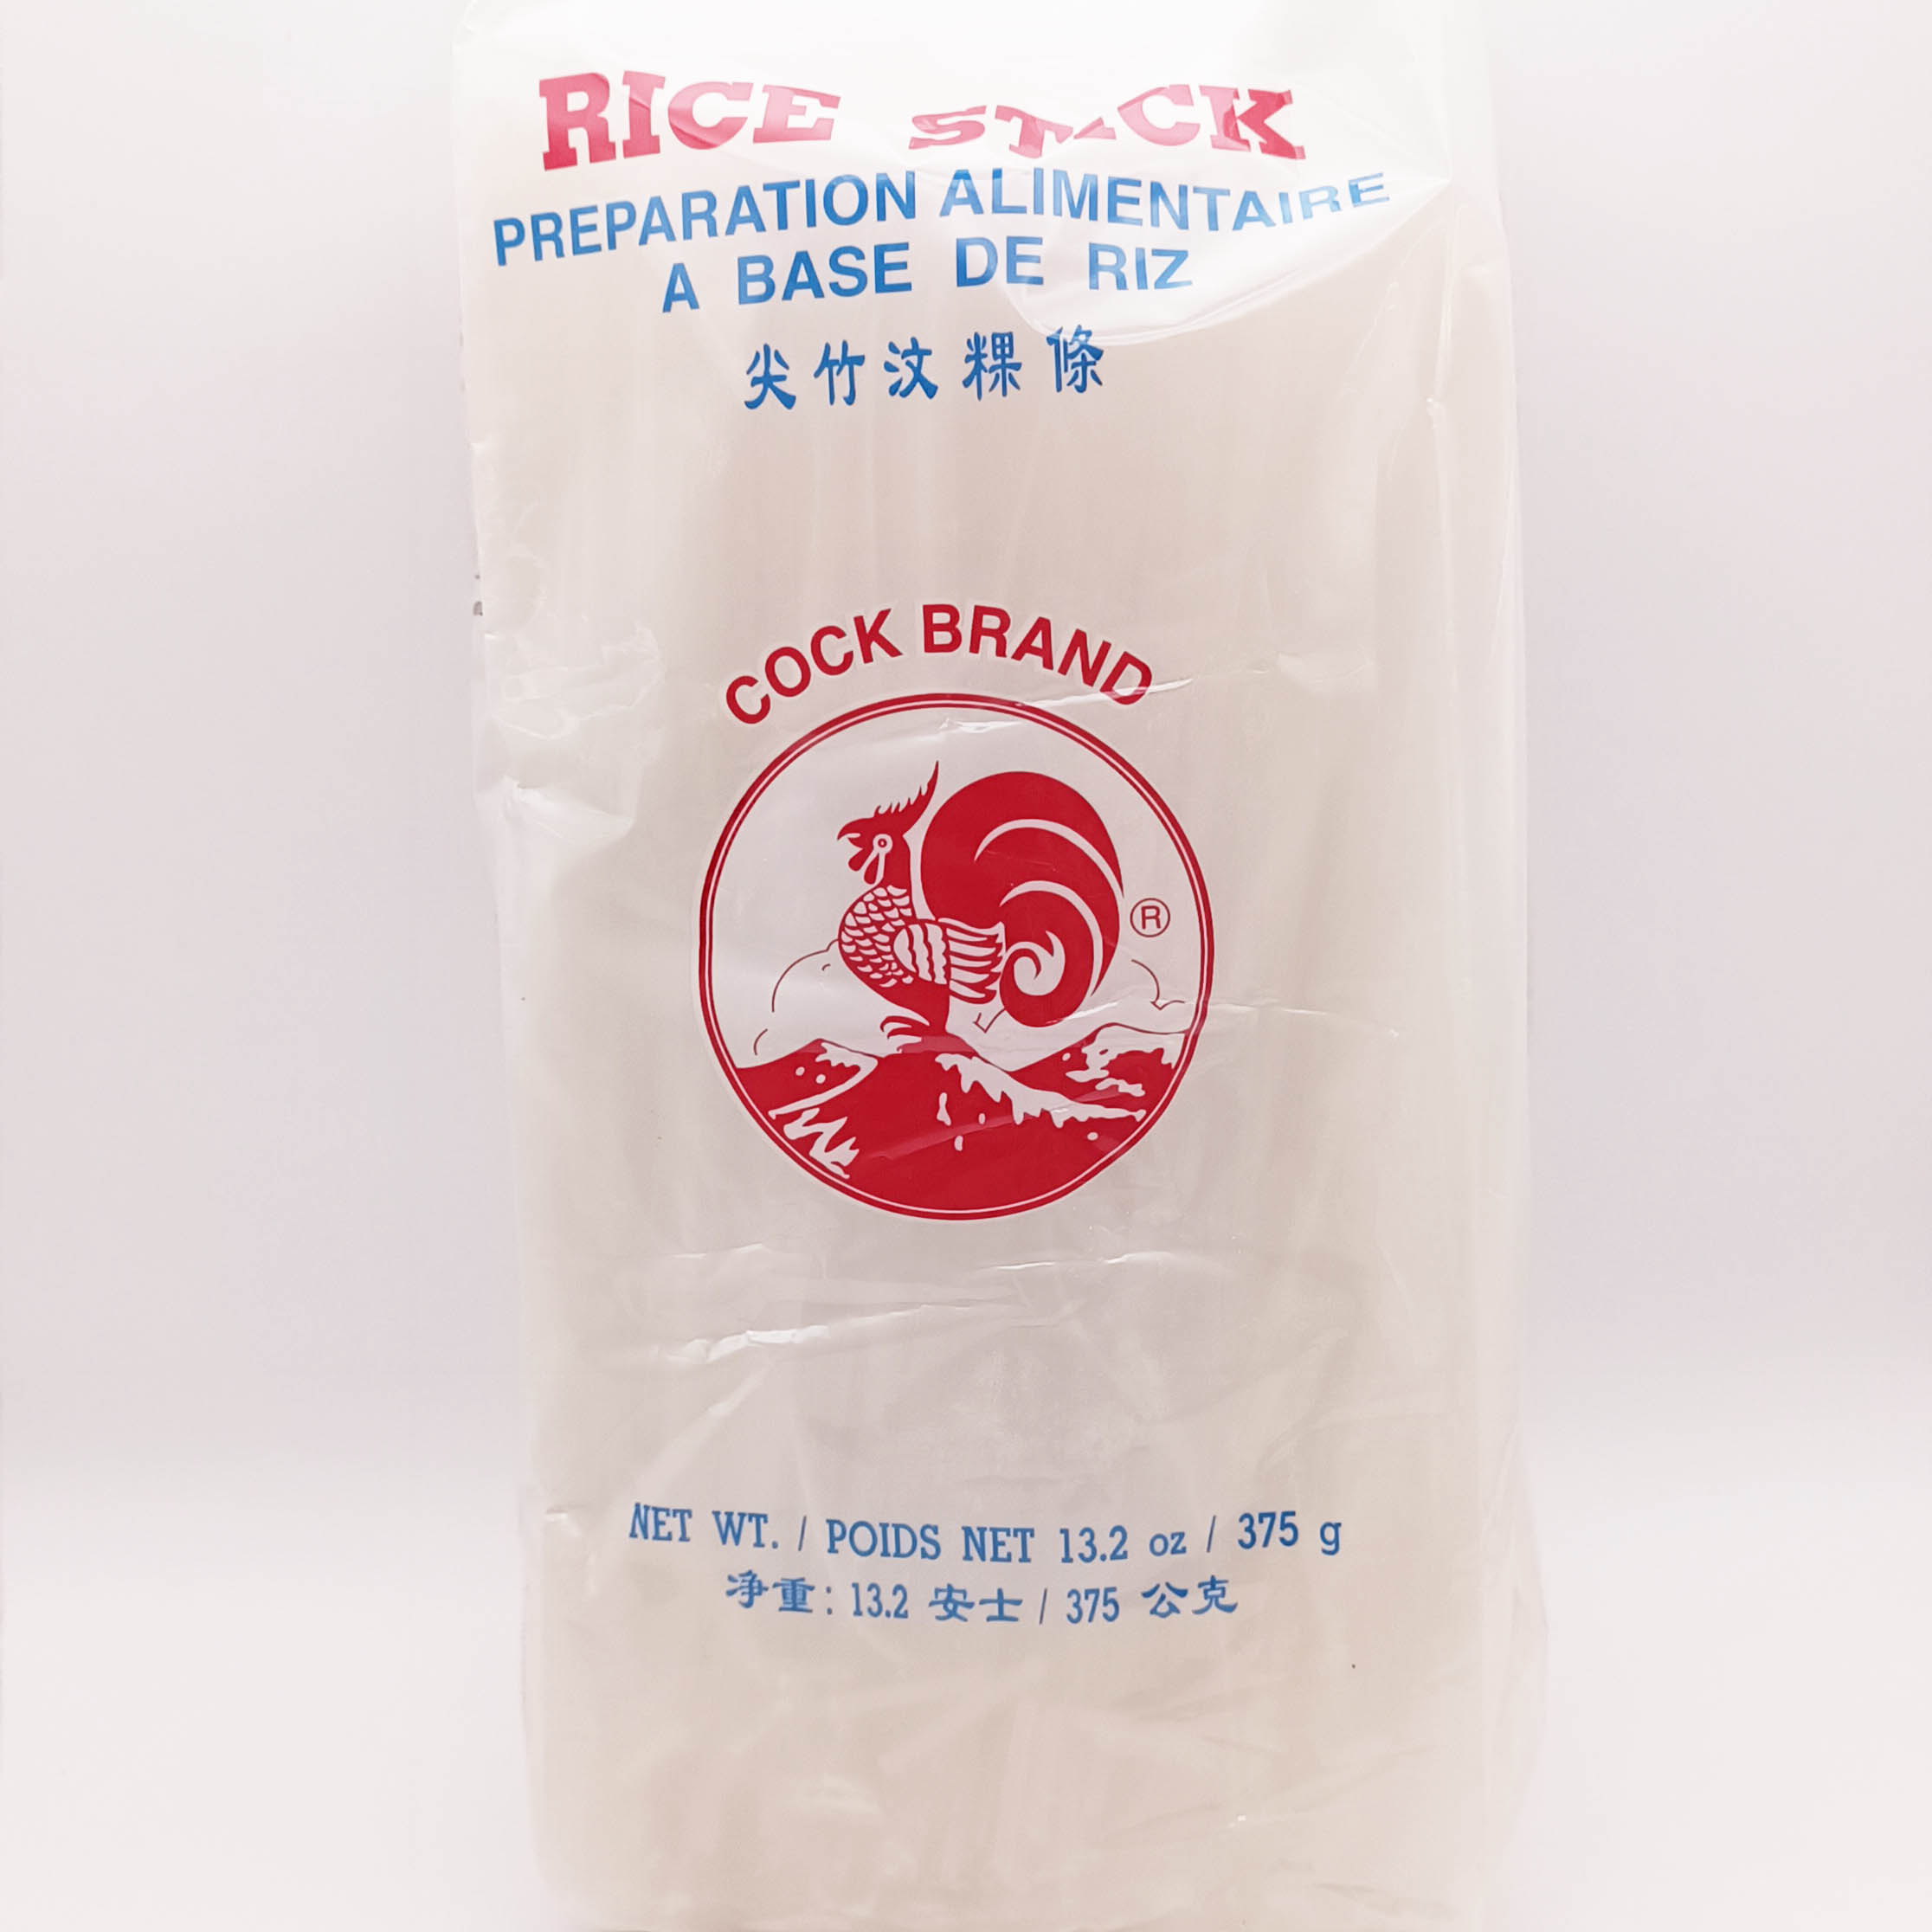 RICE STICK
PREPARATION ALIMENTAIRE
A BASE DE RIZ
尖竹汶粿條
COCK BRAND
®
NET WT. / POIDS NET 13.2 oz / 375 g
净重: 13.2 安士 / 375 公克